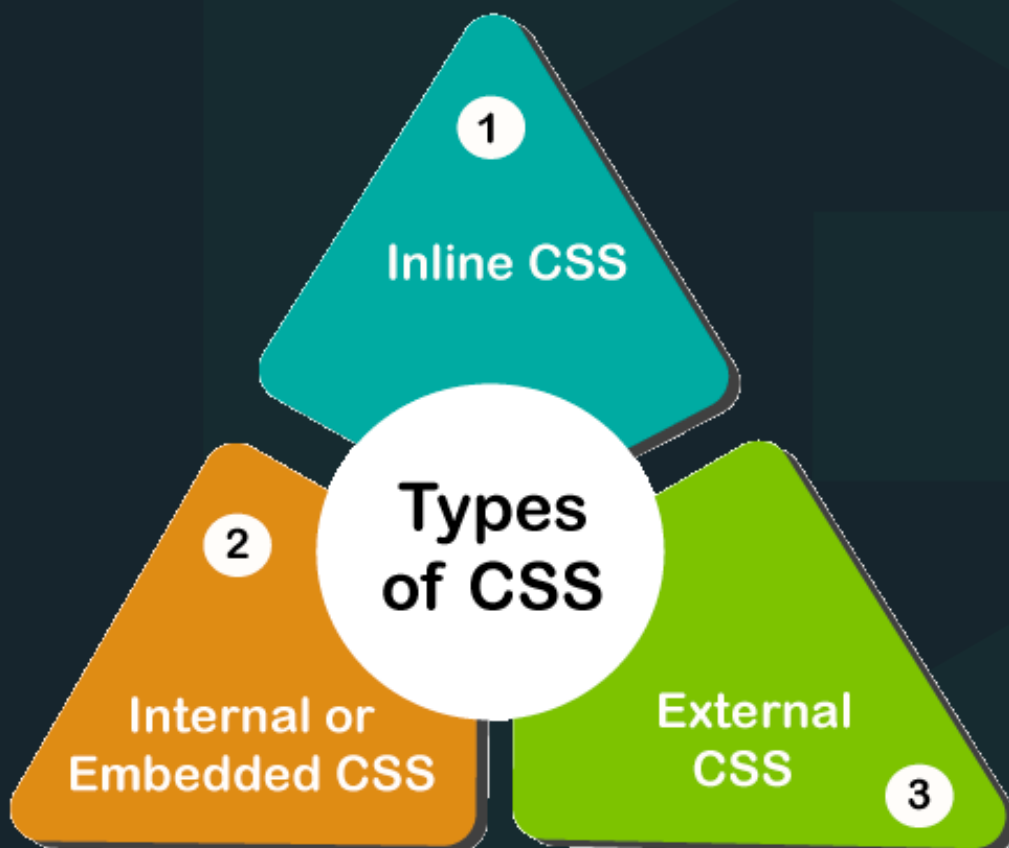 1
Inline CSS
Types
of CSS
2
Internal or
Embedded CSS
External
CSS
3